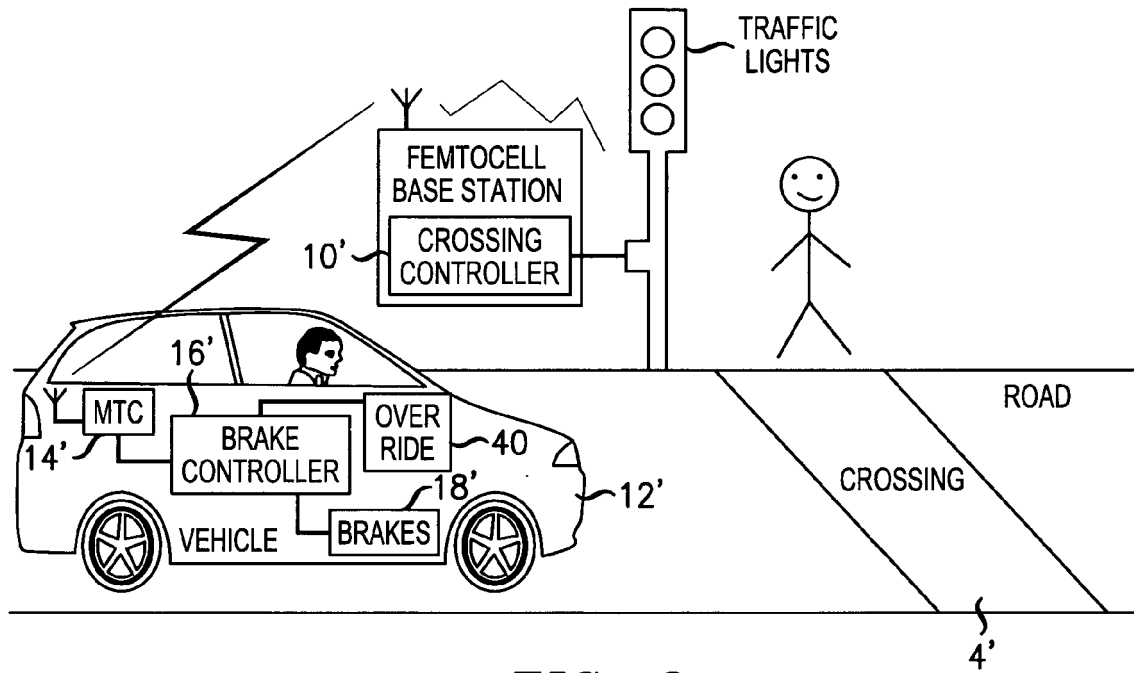 TRAFFIC
LIGHTS
FEMTOCELL
BASE STATION
10'
CROSSING
CONTROLLER
16'
MTC
14'
BRAKE
CONTROLLER
OVER
RIDE
40
18'
BRAKES
VEHICLE
12'
ROAD
CROSSING
4'